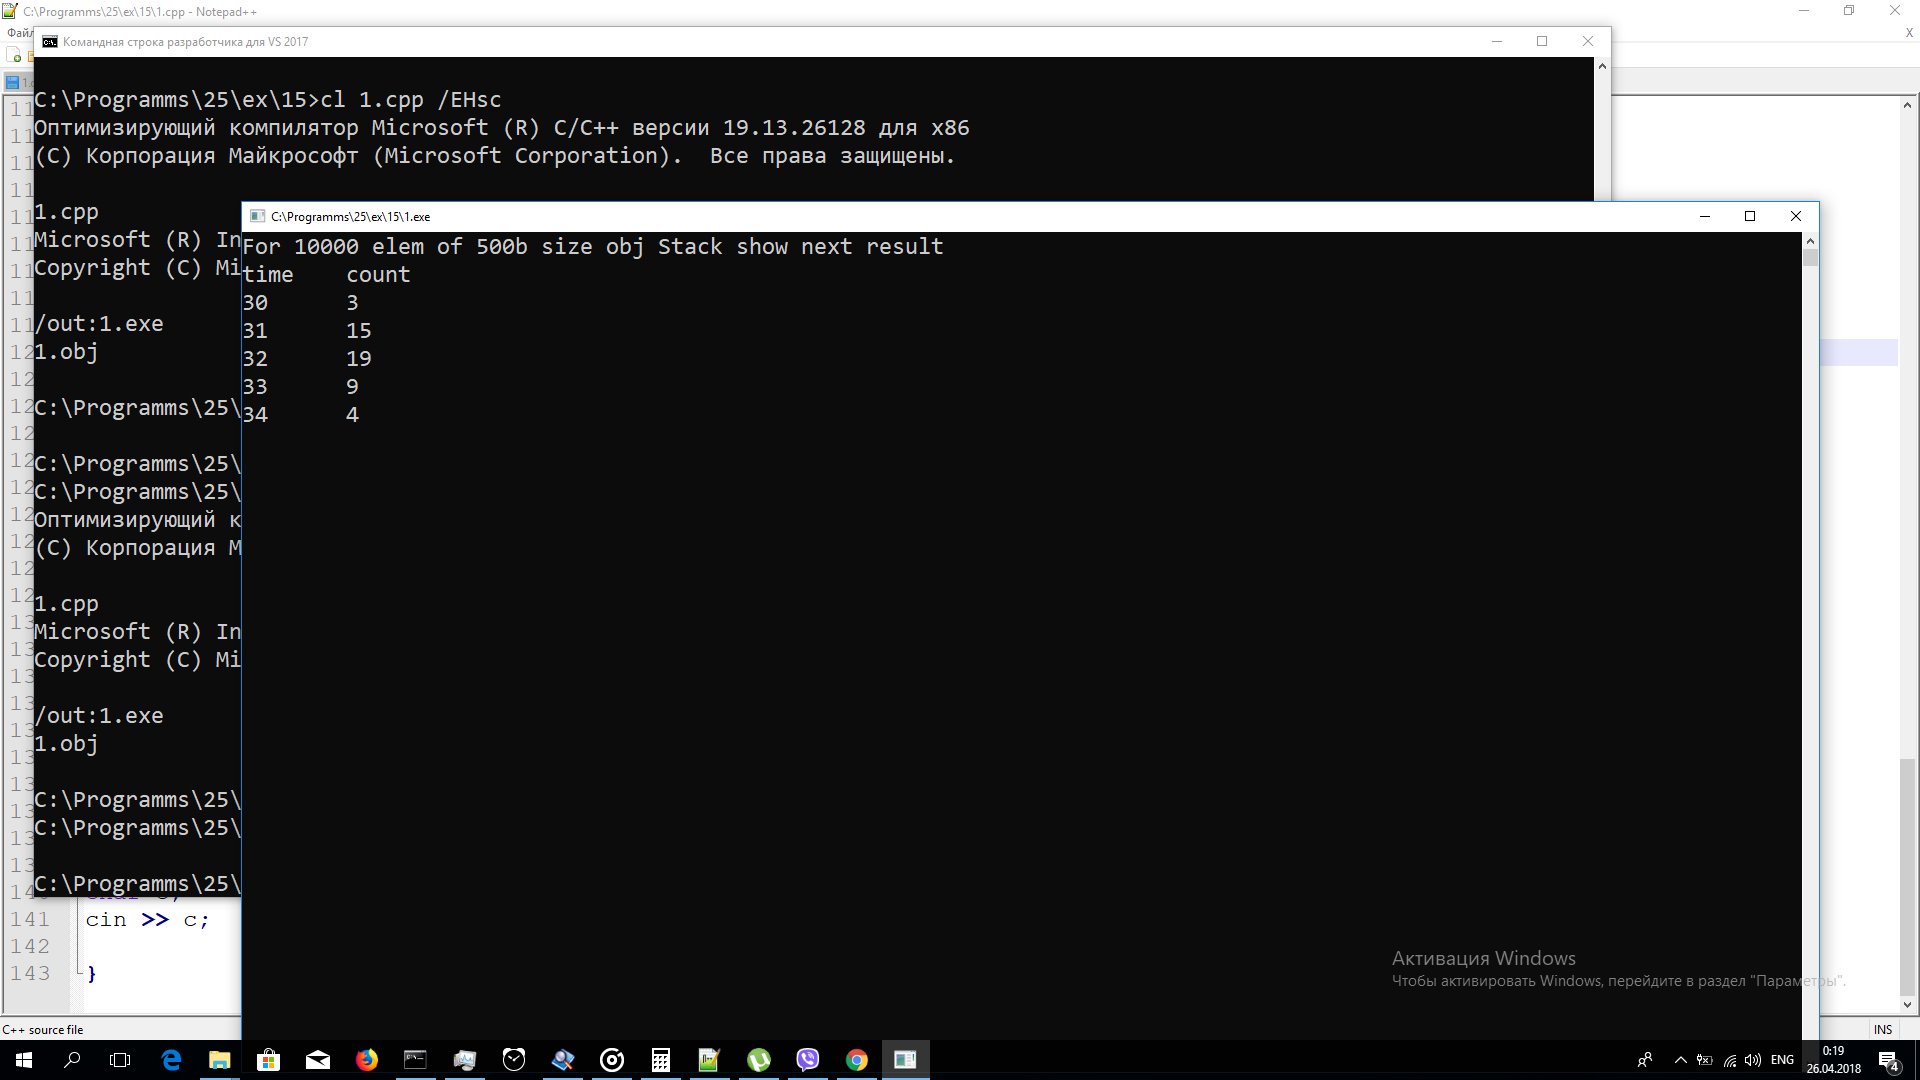 C:\Programms\25\ex\15\1.cpp - Notepad++
Файл
X
Командная строка разработчика для VS 2017
C:\Programms\25\ex\15>cl 1.cpp /EHsc
Оптимизирующий компилятор Microsoft (R) C/C++ версии 19.13.26128 для x86
(C) Корпорация Майкрософт (Microsoft Corporation).  Все права защищены.
1.cpp
Microsoft (R) In
Copyright (C) Mi
/out:1.exe
1.obj
C:\Programms\25\
C:\Programms\25\
C:\Programms\25\
Оптимизирующий к
(C) Корпорация М
1.cpp
Microsoft (R) In
Copyright (C) Mi
/out:1.exe
1.obj
C:\Programms\25\
C:\Programms\25\
C:\Programms\25\
C:\Programms\25\ex\15\1.exe
For 10000 elem of 500b size obj Stack show next result
time count
30 3
31 15
32 19
33 9
34 4
141 cin >> c;
142
143 }
Активация Windows
Чтобы активировать Windows, перейдите в раздел "Параметры".
C++ source file
INS
ENG
0:19
26.04.2018
4